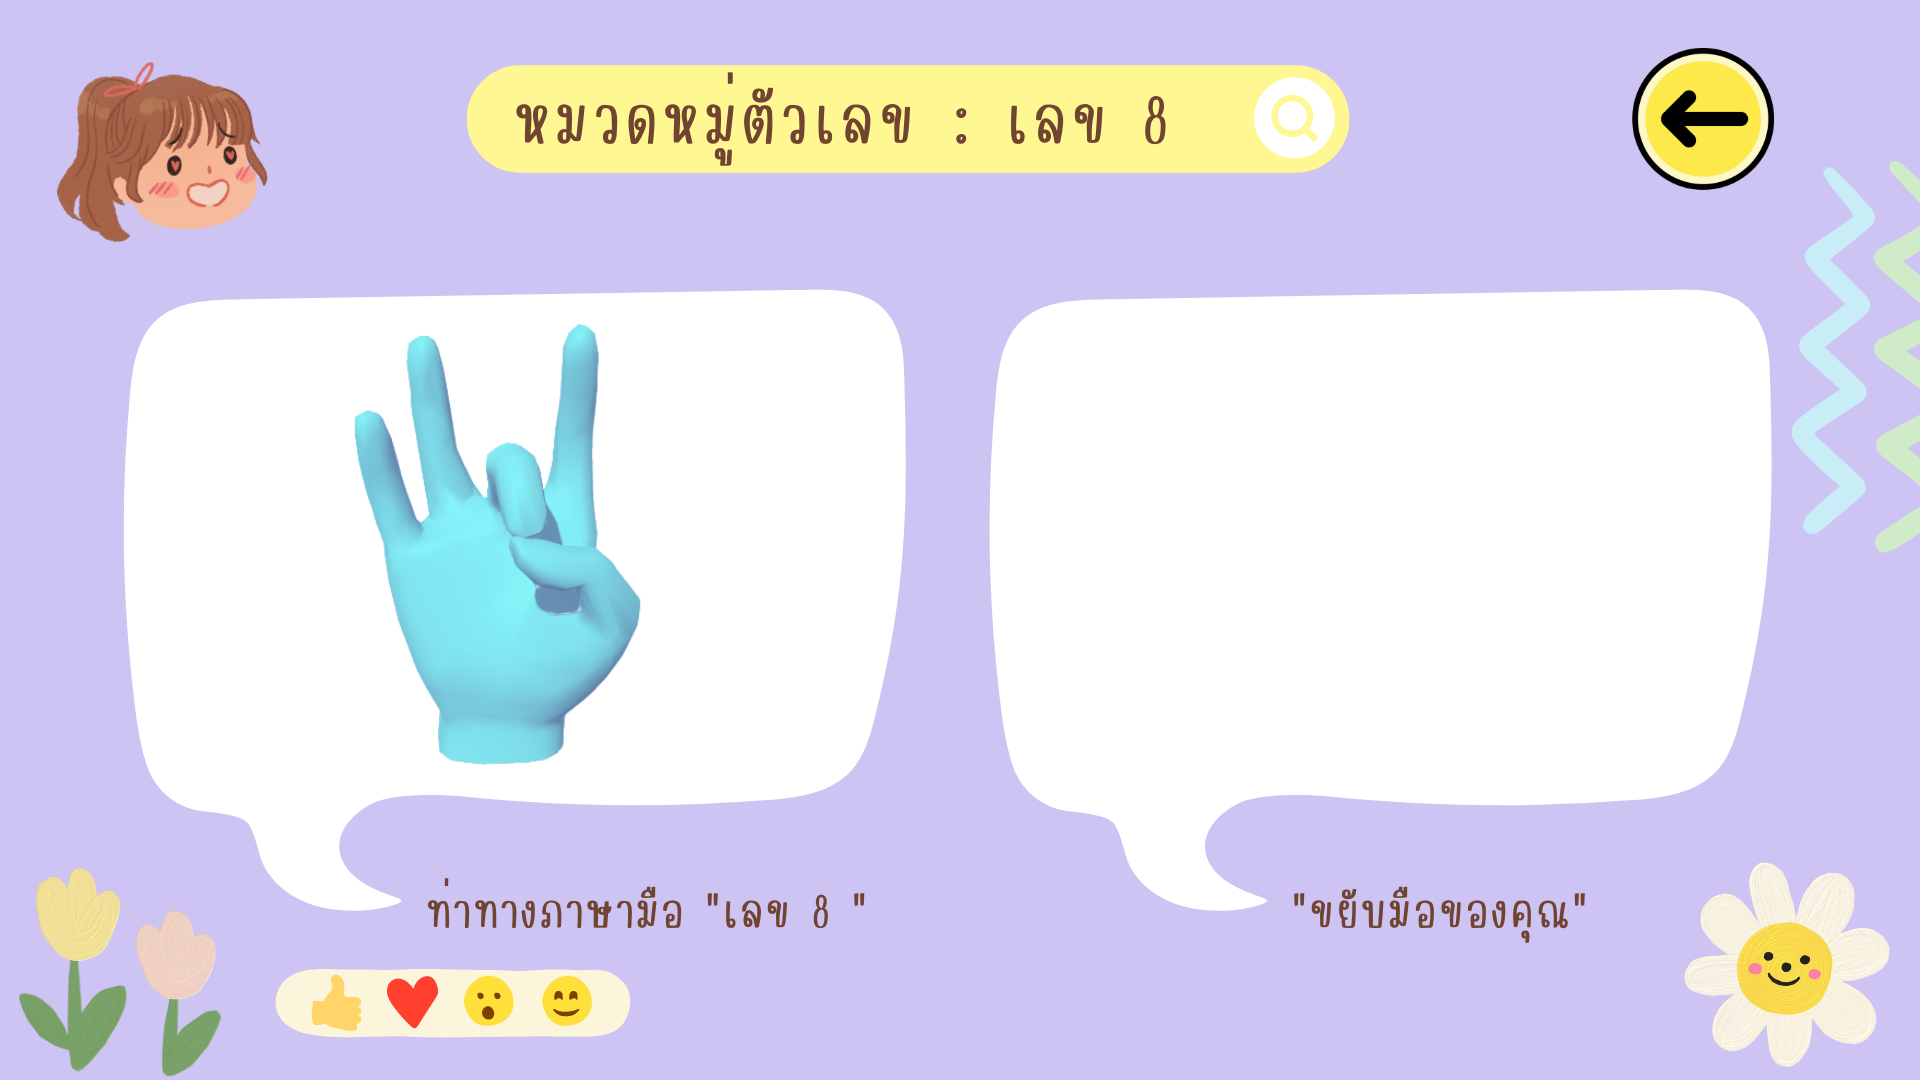 หมวดหมู่ตัวเลข : เลข 8
ท่าทางภาษามือ "เลข 8 "
"ขยับมือของคุณ"